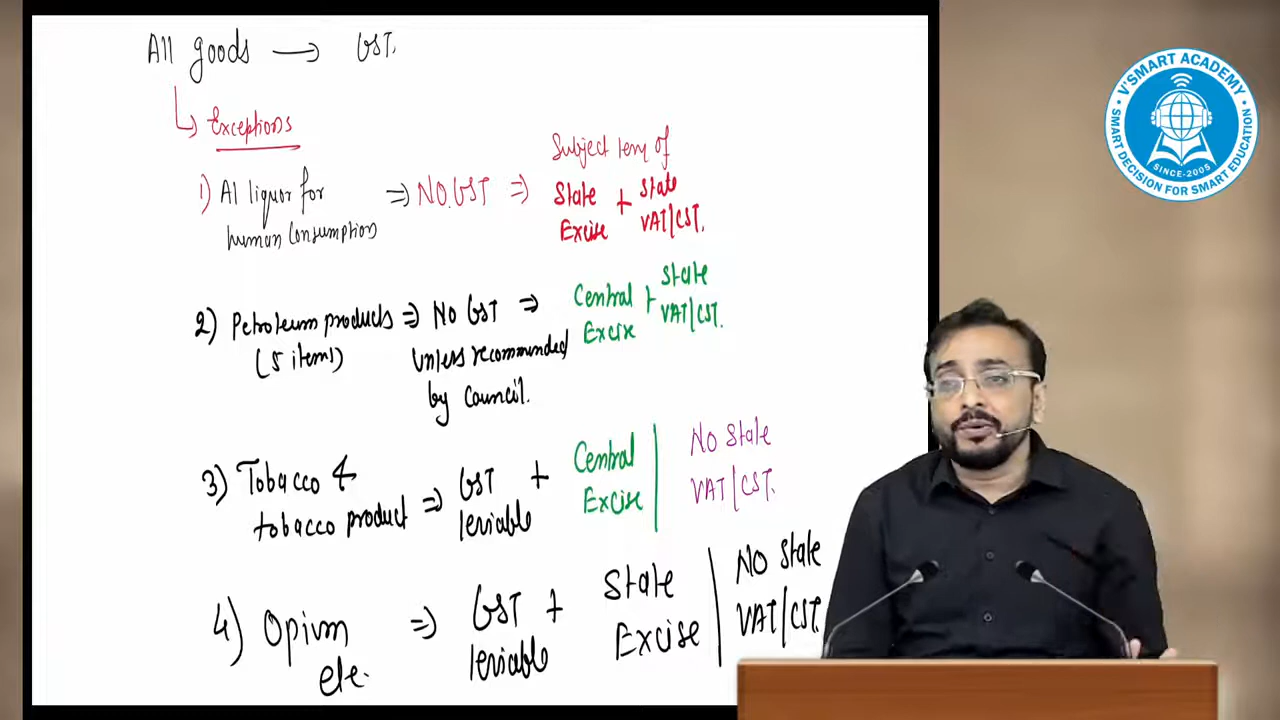 All goods → GST.
↳ Exceptions
1) Al liquor for
human consumption
⇒ NO. GST ⇒
Subject levy of
State
Excise
+
State
VAT/CST.
2) Petroleum products ⇒ No GST ⇒
(5 items)
Unless recommended
by Council.
Central
Excise
+
State
VAT/CST.
3) Tobacco &
tobacco product ⇒
GST
leviable
+
Central
Excise
No State
VAT/CST.
4) Opium
etc.
⇒
GST
leviable
+
State
Excise
No State
VAT/CST.
V'SMART ACADEMY
SINCE-2005
SMART DECISION FOR SMART EDUCATION